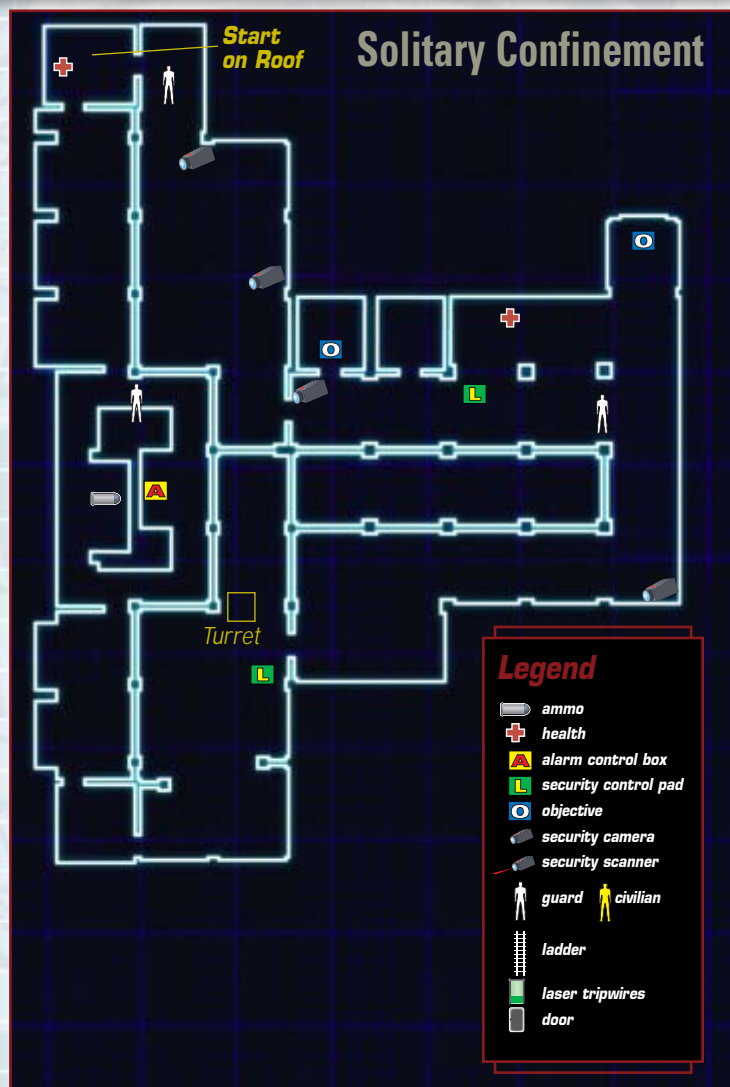 Start
on Roof
Solitary Confinement
O
O
L
A
Turret
L
Legend
ammo
health
A alarm control box
L security control pad
O objective
security camera
security scanner
guard civilian
ladder
laser tripwires
door